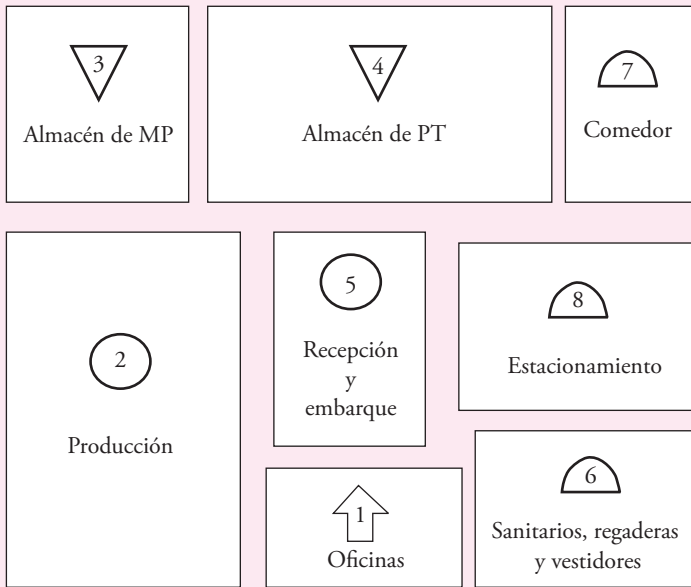 3
Almacén de MP
4
Almacén de PT
7
Comedor
2
Producción
5
Recepción
y
embarque
8
Estacionamiento
1
Oficinas
6
Sanitarios, regaderas
y vestidores